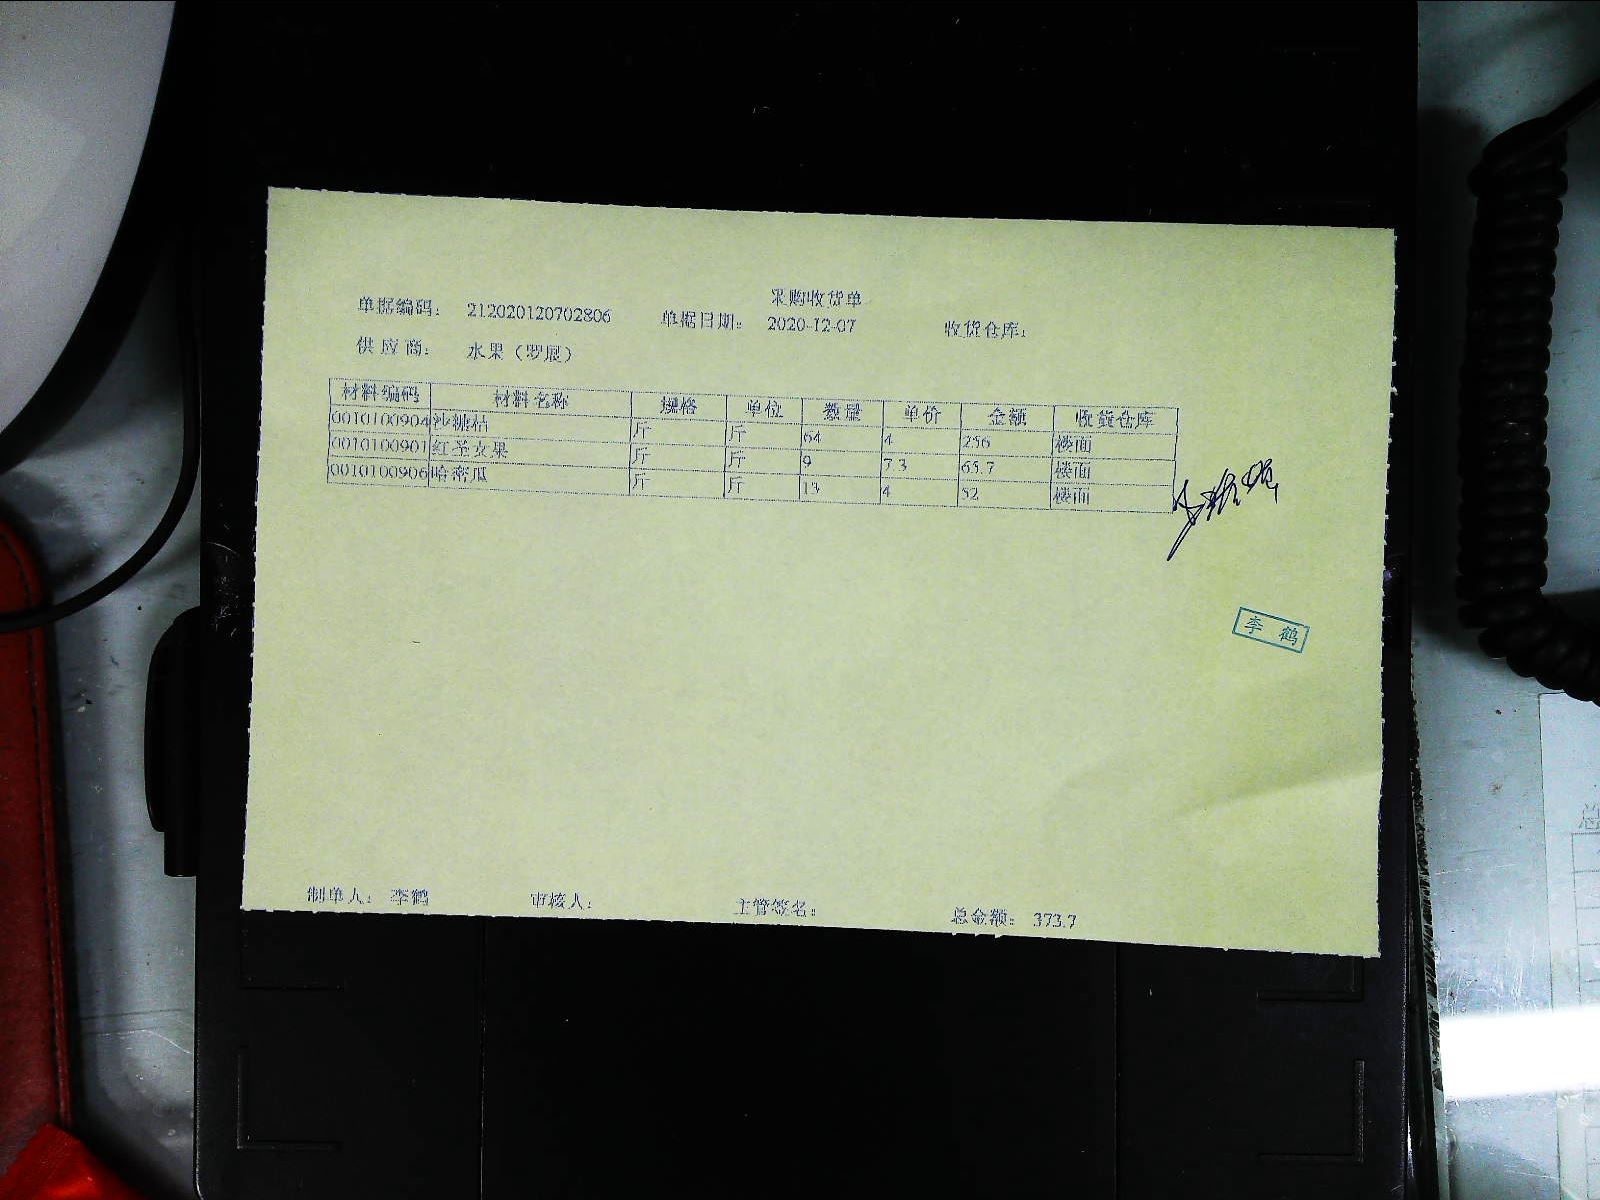 采购收货单
单据编码： 212020120702806 单据日期： 2020-12-07 收货仓库：
供应商： 水果（罗展）
材料编码 材料名称 规格 单位 数量 单价 金额 收货仓库
0010100904 沙糖桔 斤 斤 64 4 256 楼面
0010100901 红圣女果 斤 斤 9 7.3 65.7 楼面
0010100906 哈密瓜 斤 斤 13 4 52 楼面
李 鹤
制单人： 李鹤 审核人： 主管签名： 总金额： 373.7